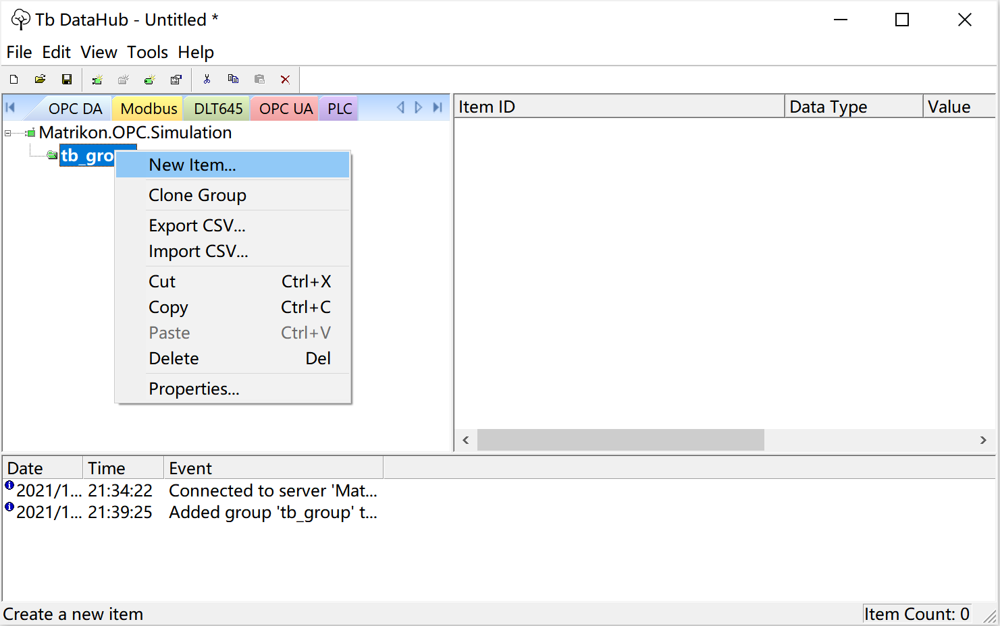 Tb DataHub - Untitled *
File Edit View Tools Help
OPC DA Modbus DLT645 OPC UA PLC
Item ID Data Type Value
Matrikon.OPC.Simulation
tb_gro
New Item...
Clone Group
Export CSV...
Import CSV...
Cut Ctrl+X
Copy Ctrl+C
Paste Ctrl+V
Delete Del
Properties...
Date Time Event
2021/1... 21:34:22 Connected to server 'Mat...
2021/1... 21:39:25 Added group 'tb_group' t...
Create a new item
Item Count: 0